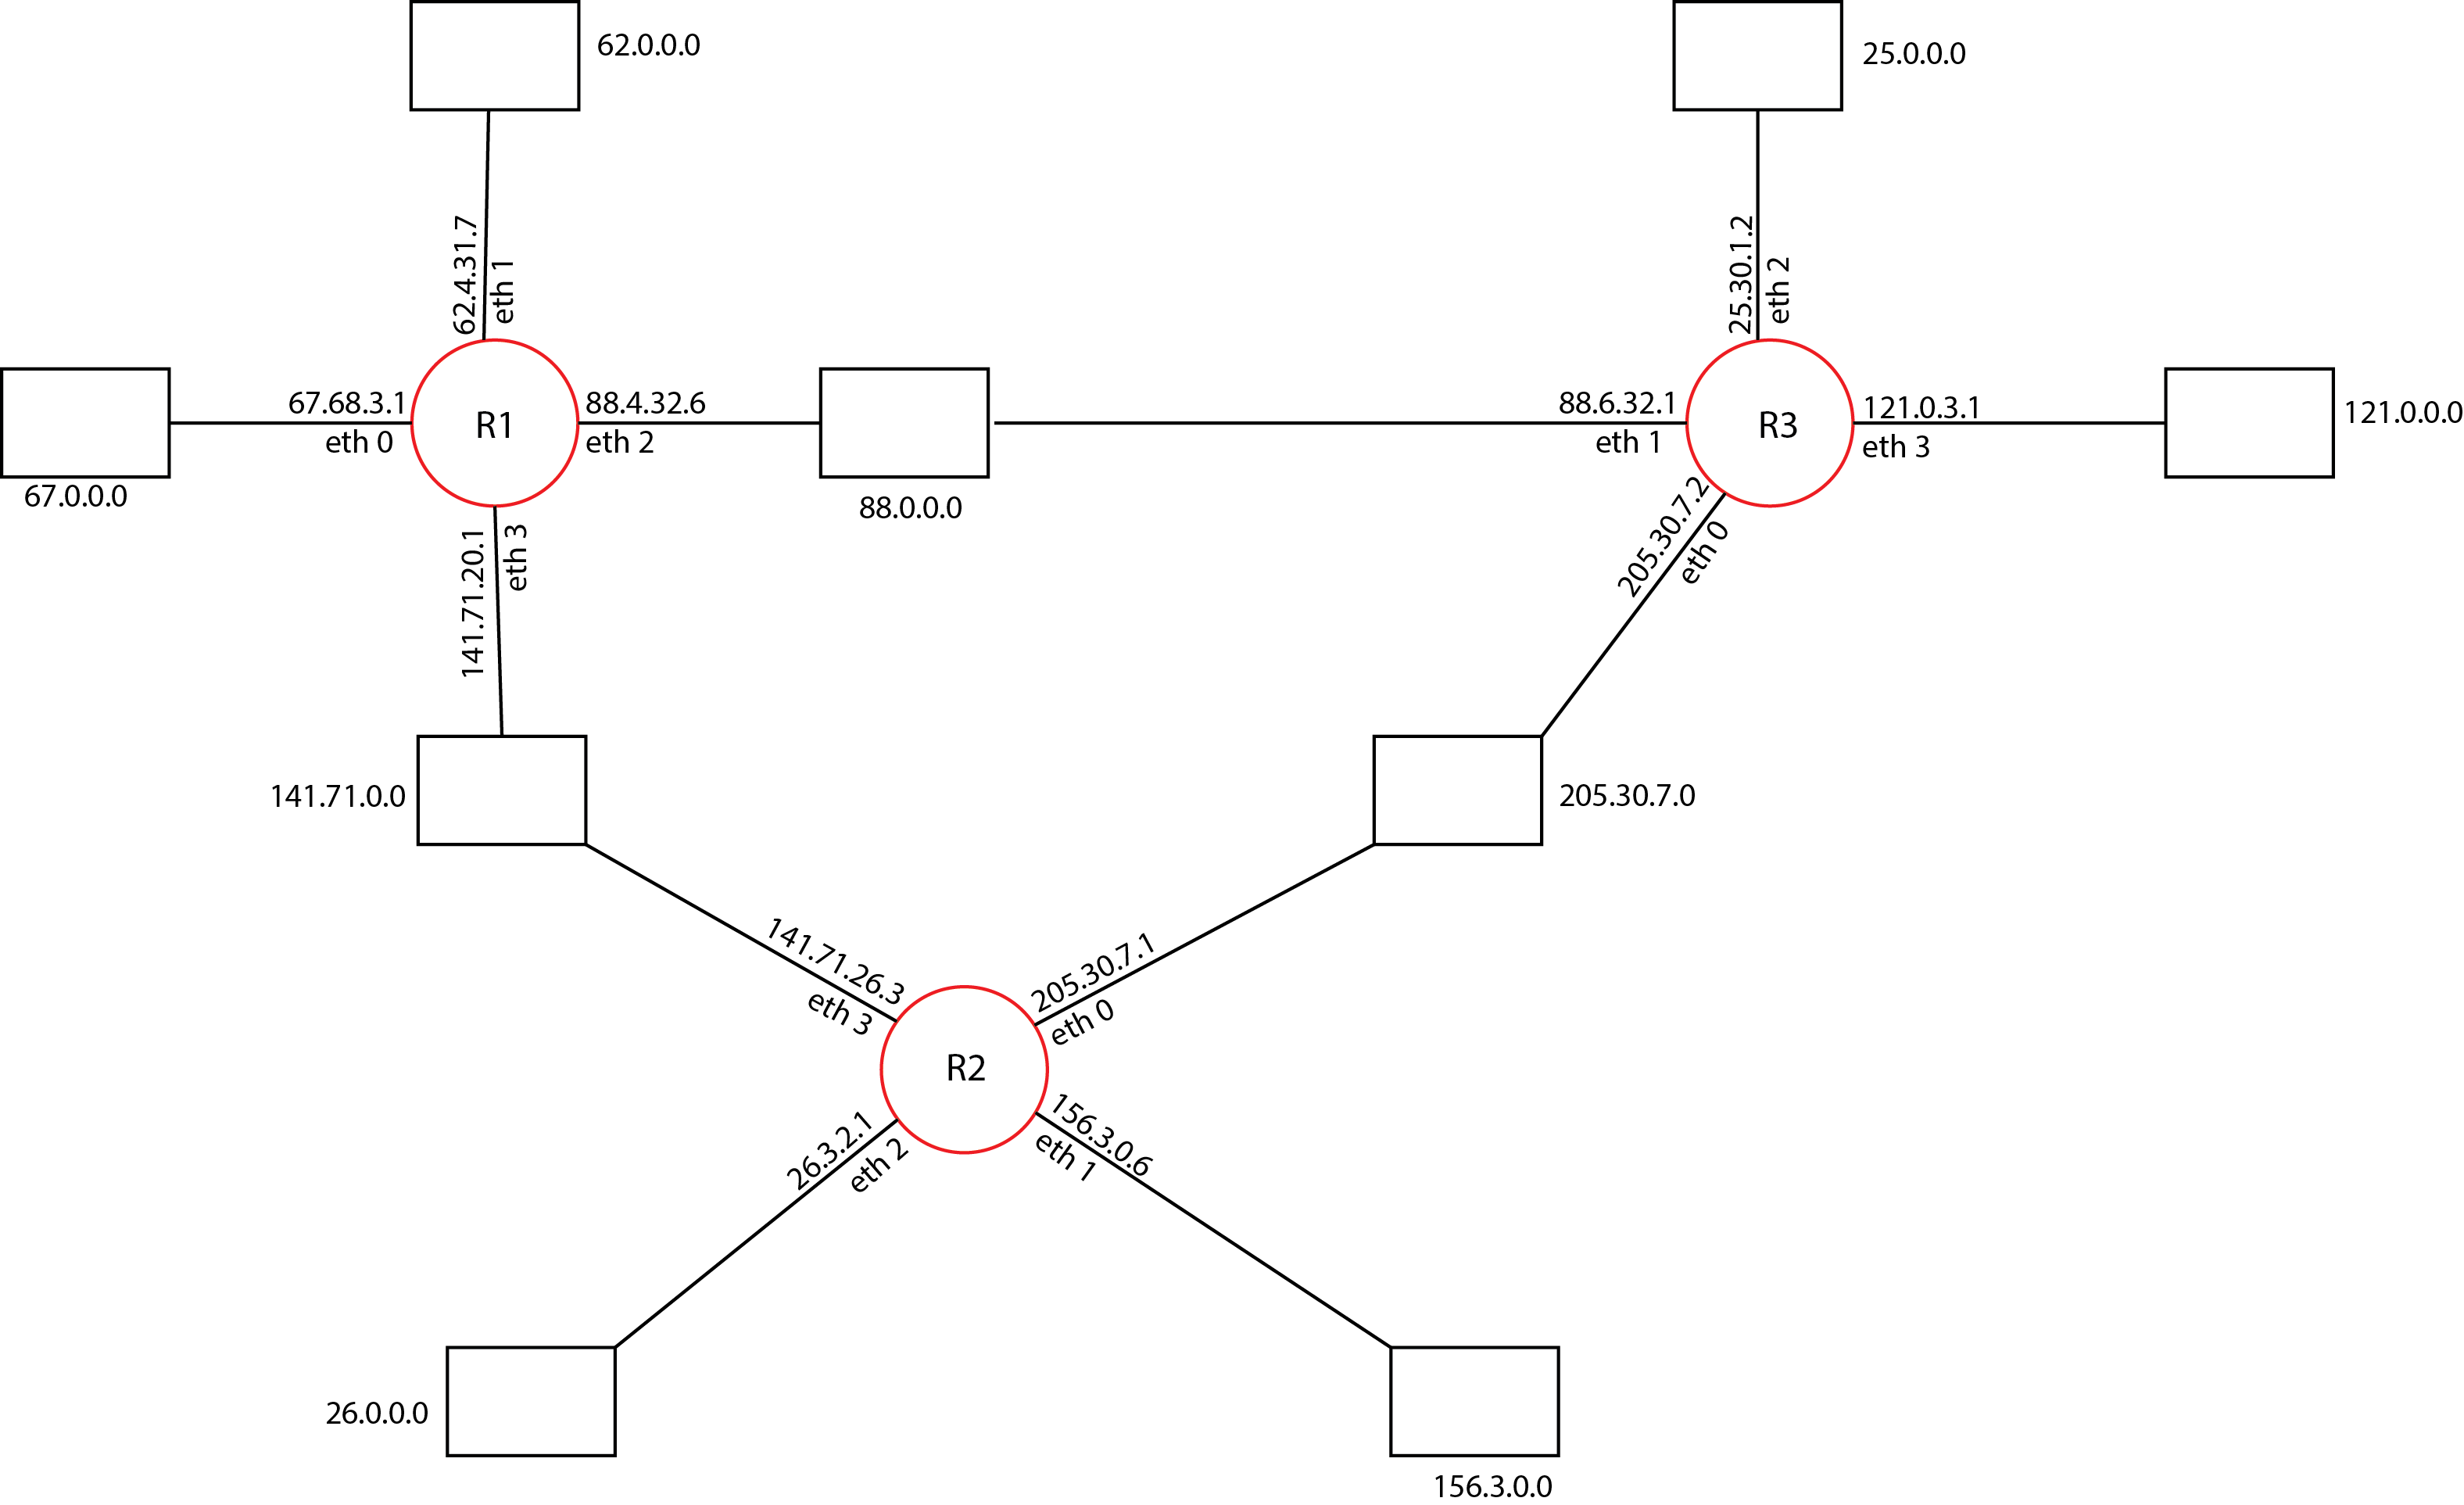 62.0.0.0
25.0.0.0
62.4.31.7
eth 1
25.30.1.2
eth 2
67.68.3.1
eth 0
R1
88.4.32.6
eth 2
88.6.32.1
eth 1
R3
121.0.3.1
eth 3
121.0.0.0
67.0.0.0
88.0.0.0
141.71.20.1
eth 3
205.30.7.2
eth 0
141.71.0.0
205.30.7.0
141.71.26.3
eth 3
205.30.7.1
eth 0
R2
26.3.2.1
eth 2
156.3.0.6
eth 1
26.0.0.0
156.3.0.0